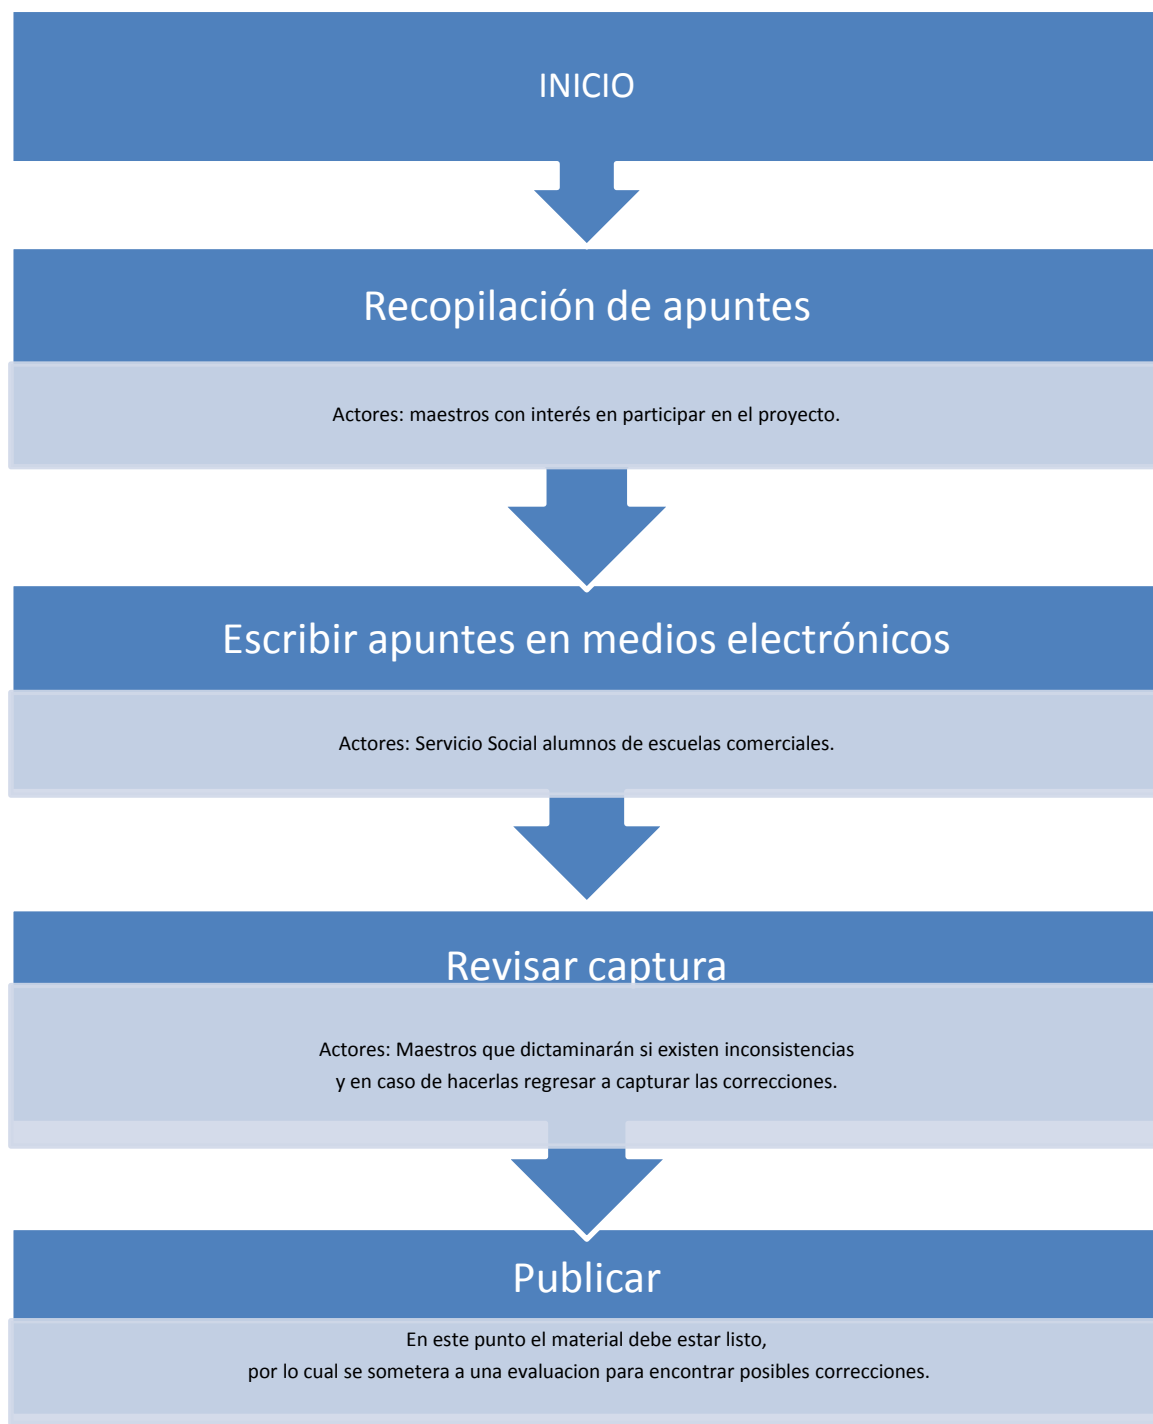 INICIO
Recopilación de apuntes
Actores: maestros con interés en participar en el proyecto.
Escribir apuntes en medios electrónicos
Actores: Servicio Social alumnos de escuelas comerciales.
Revisar captura
Actores: Maestros que dictaminarán si existen inconsistencias
y en caso de hacerlas regresar a capturar las correcciones.
Publicar
En este punto el material debe estar listo,
por lo cual se sometera a una evaluacion para encontrar posibles correcciones.